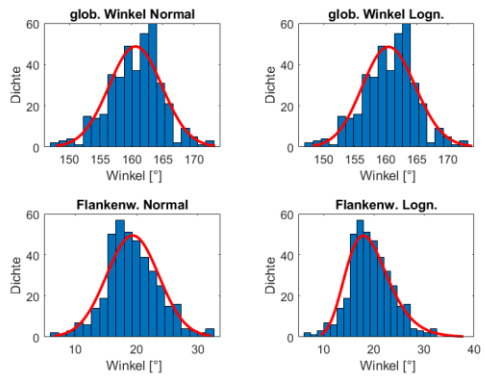 glob. Winkel Normal
60
40
20
0
Dichte
150 155 160 165 170
Winkel [°]
glob. Winkel Logn.
60
40
20
0
Dichte
150 155 160 165 170
Winkel [°]
Flankenw. Normal
60
40
20
0
Dichte
10 20 30
Winkel [°]
Flankenw. Logn.
60
40
20
0
Dichte
10 20 30 40
Winkel [°]